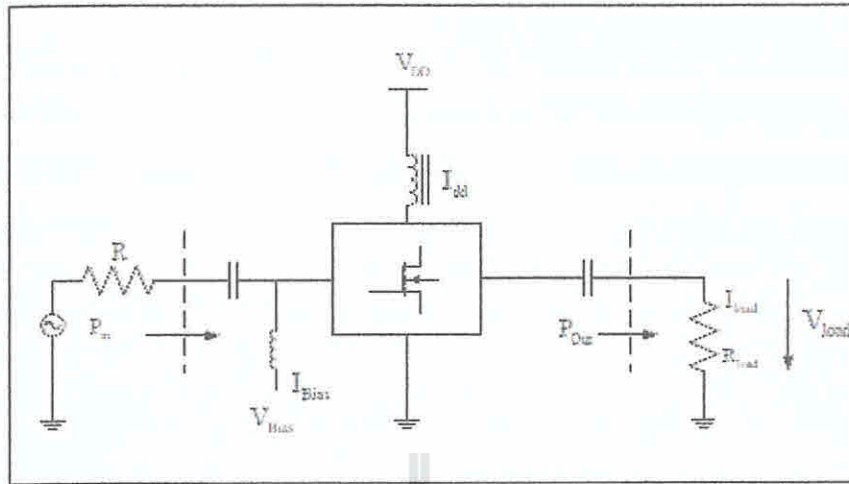 V_DD
I_dd
R
P_in
I_Bias
V_Bias
P_Out
I_load
R_load
V_load